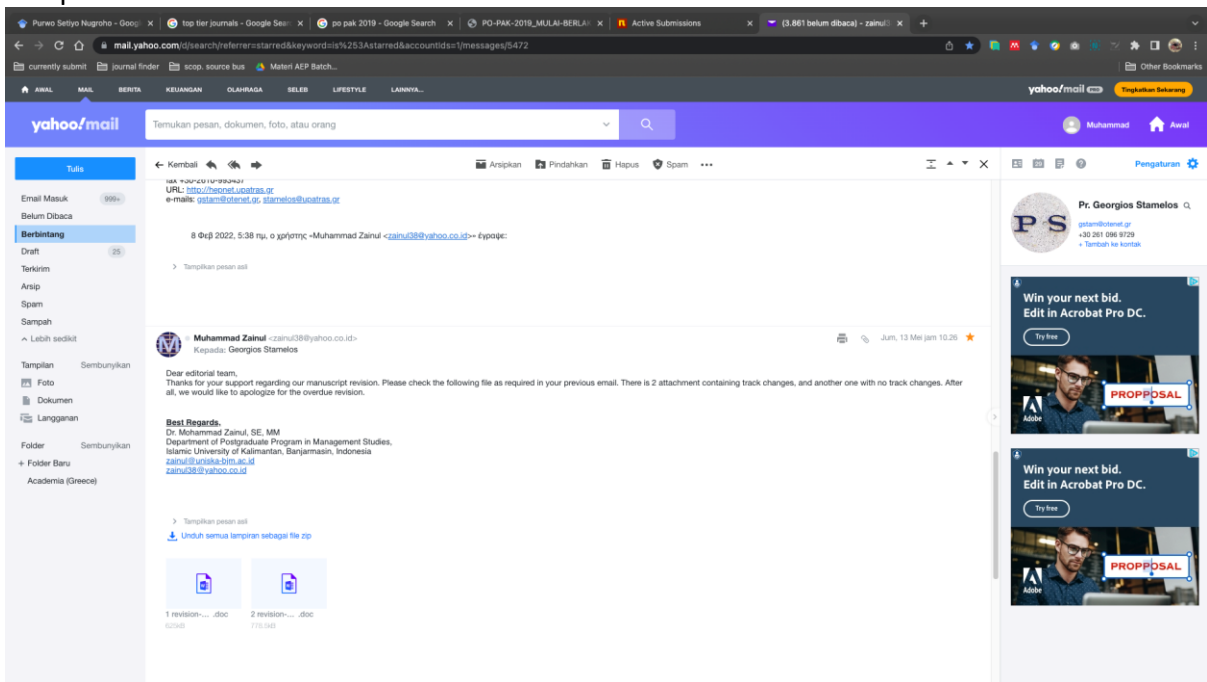 Purwo Setiyo Nugroho - Goog
top tier journals - Google Sear
po pak 2019 - Google Search
PO-PAK-2019_MULAI-BERLA
Active Submissions
(3.861 belum dibaca) - zainul3
mail.yahoo.com/d/search/referrer=starred&keyword=is%253Astarred&accountIds=1/messages/5472
currently submit
journal finder
scop. source bus
Materi AEP Batch...
Other Bookmarks
AWAL MAIL BERITA KEUANGAN OLAHRAGA SELEB LIFESTYLE LAINNYA...
yahoo!mail PRO Tingkatkan Sekarang
yahoo!mail
Temukan pesan, dokumen, foto, atau orang
Muhammad
Awal
Tulis
Kembali
Arsipkan
Pindahkan
Hapus
Spam
Pengaturan
Email Masuk 999+
Belum Dibaca
Berbintang
Draft 25
Terkirim
Arsip
Spam
Sampah
Lebih sedikit
Tampilan Sembunyikan
Foto
Dokumen
Langganan
Folder Sembunyikan
+ Folder Baru
Academia (Greece)
fax +30-2610-993437
URL: http://hepnet.upatras.gr
e-mails: gstam@otenet.gr, stamelos@upatras.gr
8 Φεβ 2022, 5:38 πμ, ο χρήστης «Muhammad Zainul <zainul38@yahoo.co.id>» έγραψε:
Tampilkan pesan asli
Muhammad Zainul <zainul38@yahoo.co.id>
Kepada: Georgios Stamelos
Jum, 13 Mei jam 10.26
Dear editorial team,
Thanks for your support regarding our manuscript revision. Please check the following file as required in your previous email. There is 2 attachment containing track changes, and another one with no track changes. After
all, we would like to apologize for the overdue revision.
Best Regards,
Dr. Mohammad Zainul, SE, MM
Department of Postgraduate Program in Management Studies,
Islamic University of Kalimantan, Banjarmasin, Indonesia
zainul@uniska-bjm.ac.id
zainul38@yahoo.co.id
Tampilkan pesan asli
Unduh semua lampiran sebagai file zip
1 revision-... .doc
625kB
2 revision-... .doc
778.5kB
PS
Pr. Georgios Stamelos
gstam@otenet.gr
+30 261 096 9729
+ Tambah ke kontak
Win your next bid.
Edit in Acrobat Pro DC.
Try free
PROPPOSAL
Adobe
Win your next bid.
Edit in Acrobat Pro DC.
Try free
PROPPOSAL
Adobe